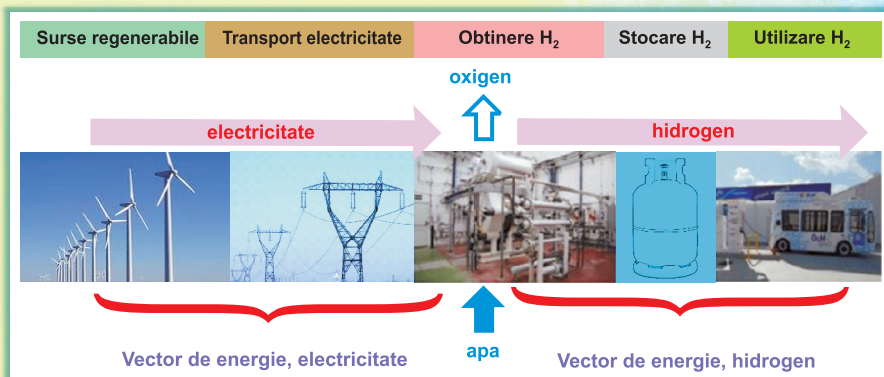 Surse regenerabile
Transport electricitate
Obtinere H₂
Stocare H₂
Utilizare H₂
oxigen
electricitate
hidrogen
apa
Vector de energie, electricitate
Vector de energie, hidrogen